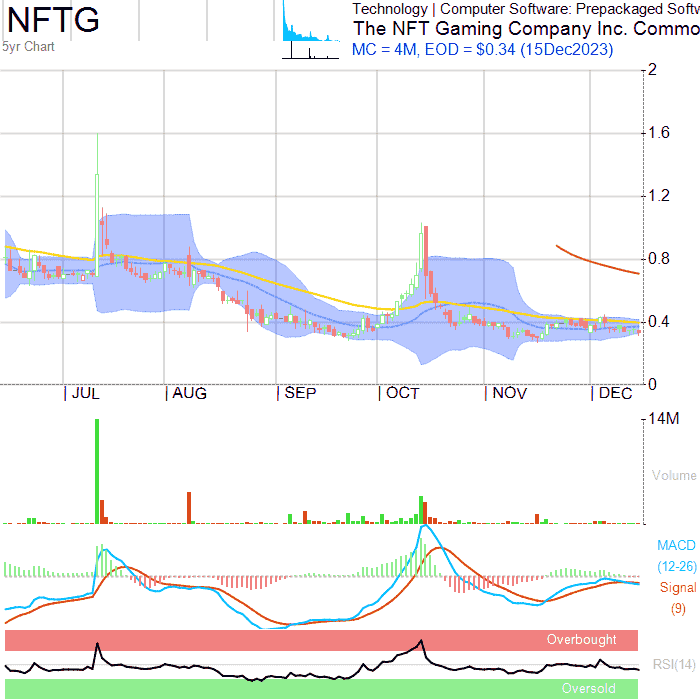 NFTG
5yr Chart
Technology | Computer Software: Prepackaged Softw
The NFT Gaming Company Inc. Commo
MC = 4M, EOD = $0.34 (15Dec2023)
2
1.6
1.2
0.8
0.4
0
JUL AUG SEP OCT NOV DEC
14M
Volume
MACD
(12-26)
Signal
(9)
Overbought
RSI(14)
Oversold